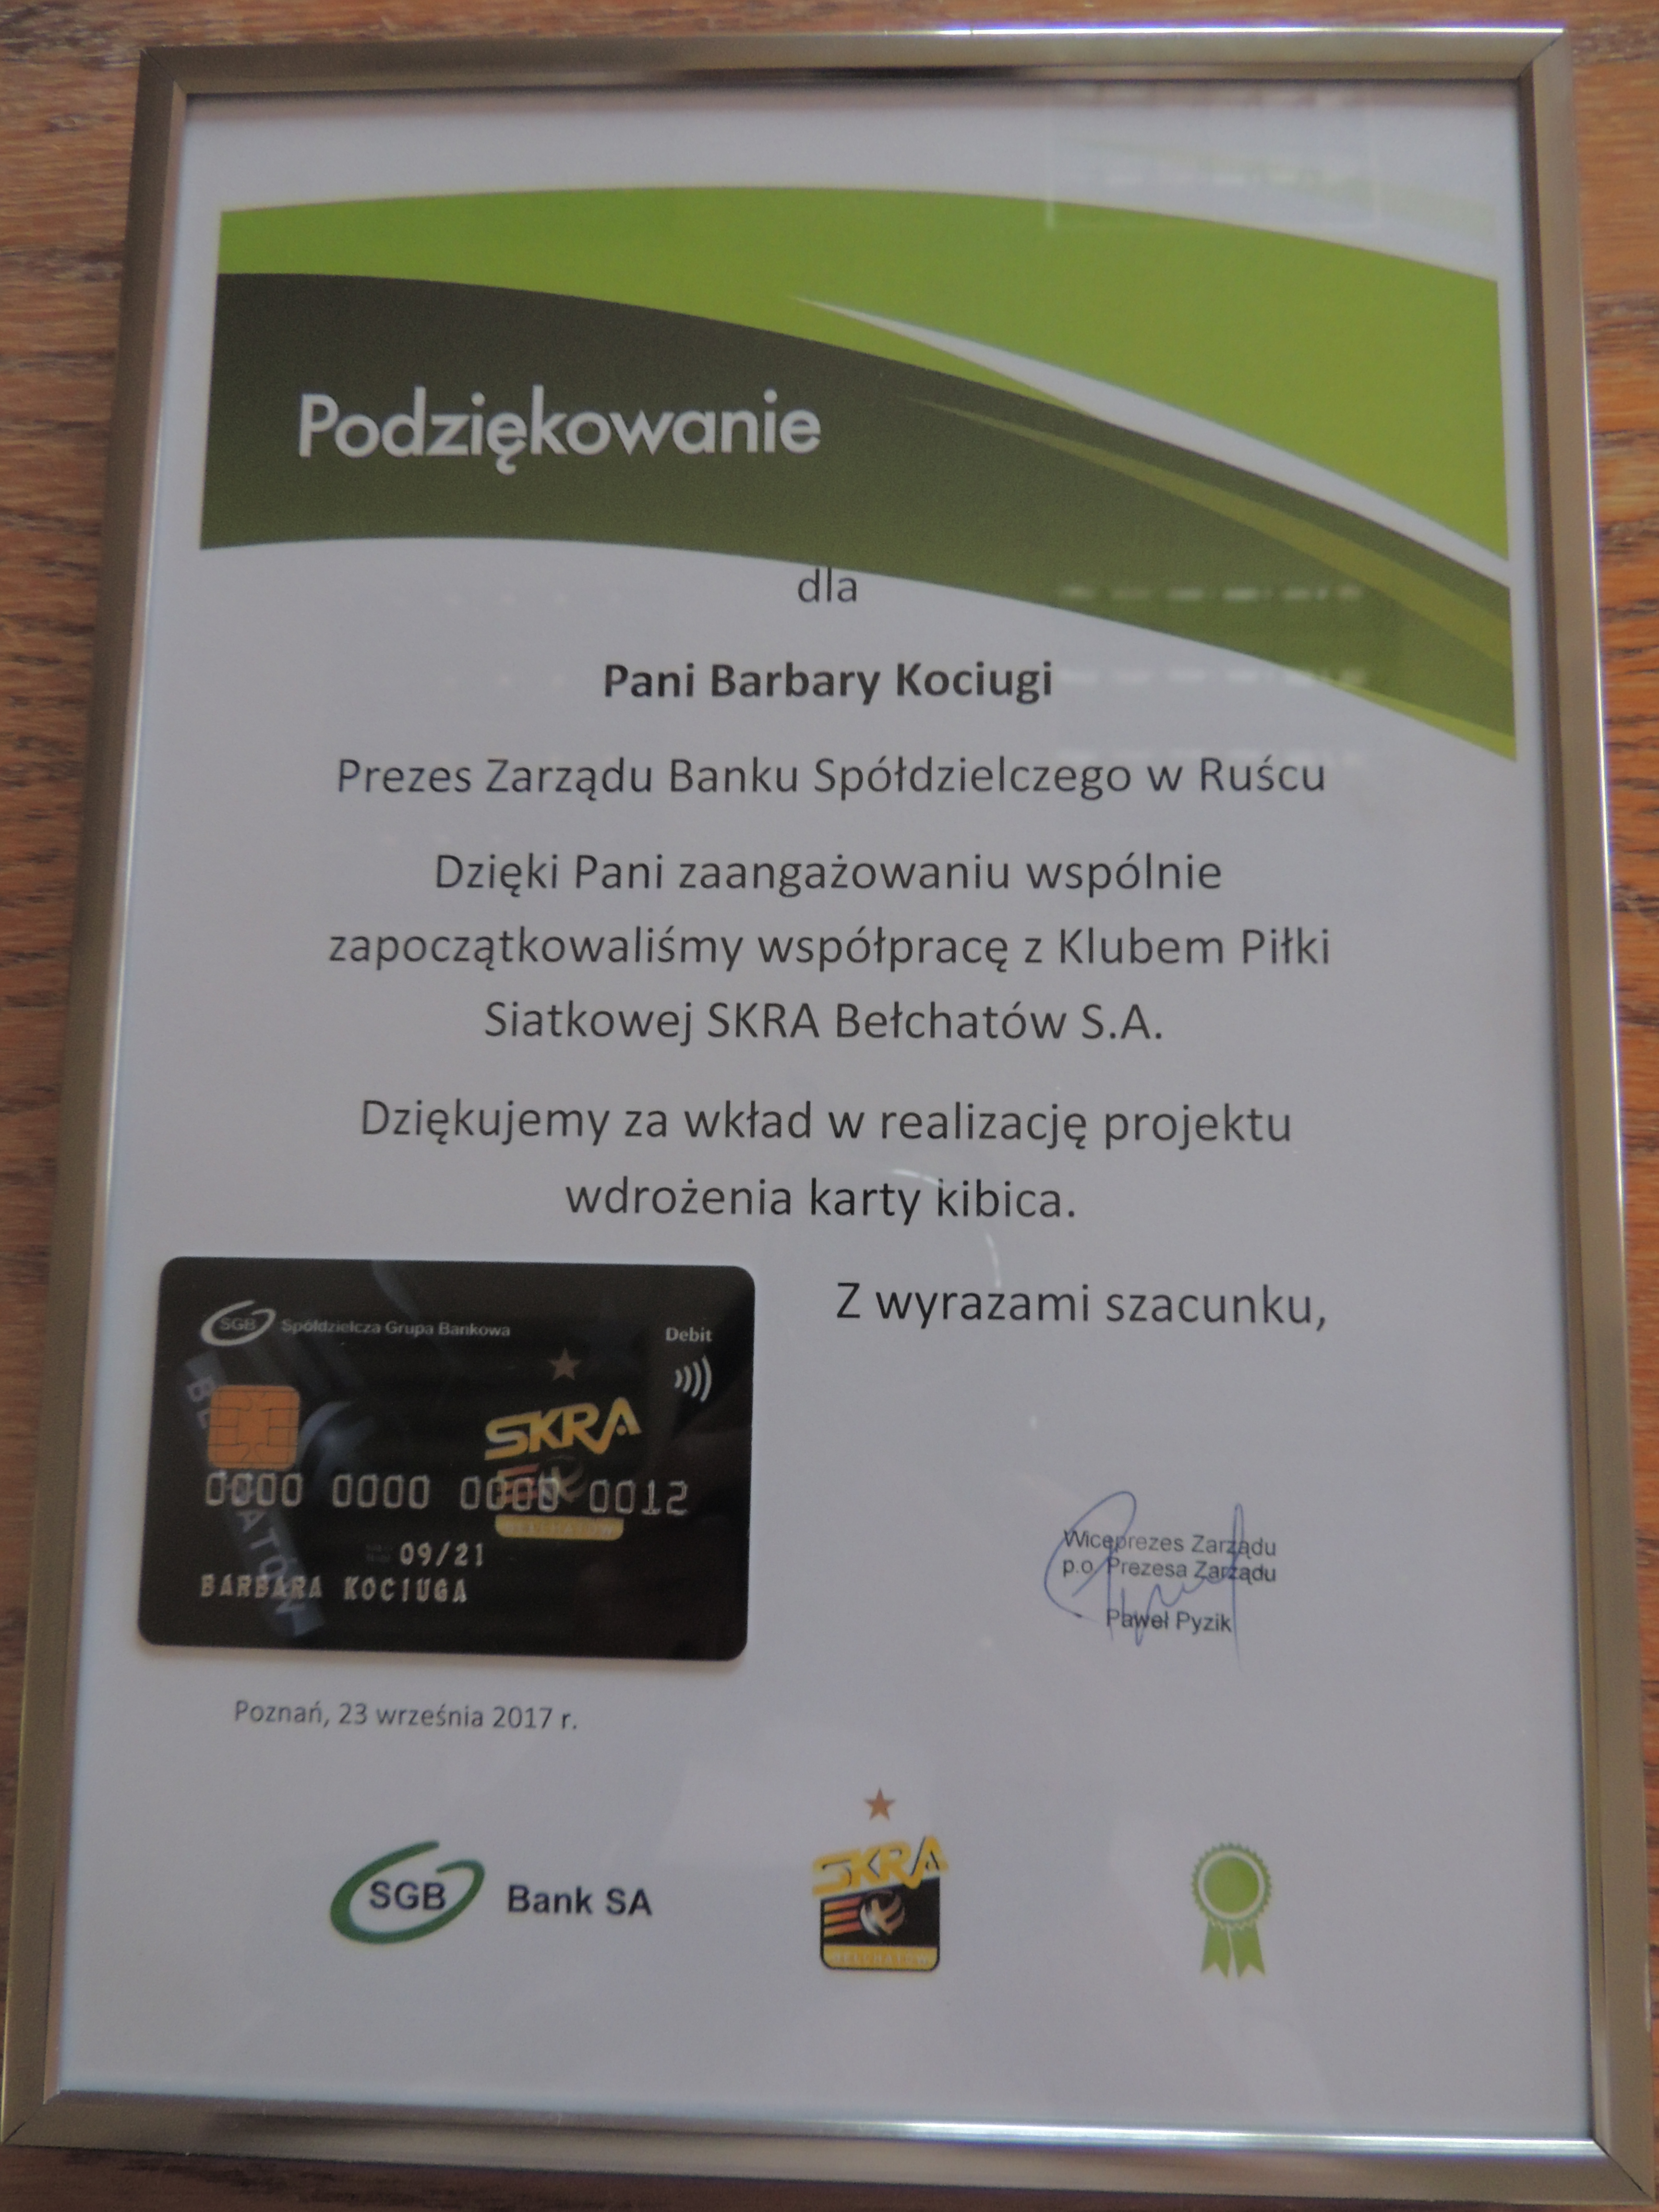 Podziękowanie
dla
Pani Barbary Kociugi
Prezes Zarządu Banku Spółdzielczego w Ruścu
Dzięki Pani zaangażowaniu wspólnie
zapoczątkowaliśmy współpracę z Klubem Piłki
Siatkowej SKRA Bełchatów S.A.
Dziękujemy za wkład w realizację projektu
wdrożenia karty kibica.
Z wyrazami szacunku,
SGB Spółdzielcza Grupa Bankowa
Debit
SKRA
0000 0000 0000 0012
BEŁCHATÓW
09/21
BARBARA KOCIUGA
Wiceprezes Zarządu
p.o. Prezesa Zarządu
Paweł Pyzik
Poznań, 23 września 2017 r.
SGB Bank SA
SKRA
BEŁCHATÓW